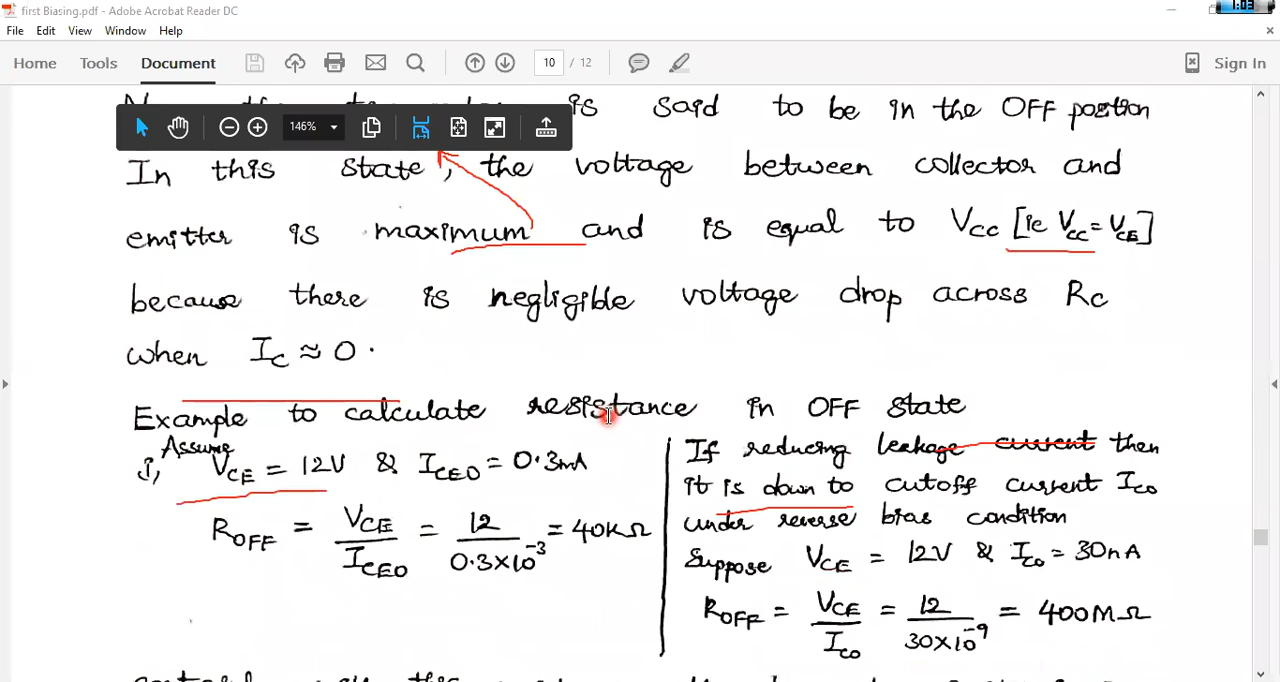 first Biasing.pdf - Adobe Acrobat Reader DC
1:03
File Edit View Window Help
Home Tools Document 10 / 12 Sign In
is said to be in the OFF position
146%
In this state, the voltage between collector and
emitter is maximum and is equal to VCC [ie VCC = VCE]
because there is negligible voltage drop across Rc
when IC ≈ 0.
Example to calculate resistance in OFF state
Assume
1, VCE = 12V & ICEO = 0.3mA
ROFF = VCE / ICEO = 12 / 0.3×10^-3 = 40KΩ
If reducing leakage current then
it is down to cutoff current ICO
under reverse bias condition
Suppose VCE = 12V & ICO = 30nA
ROFF = VCE / ICO = 12 / 30×10^-9 = 400MΩ